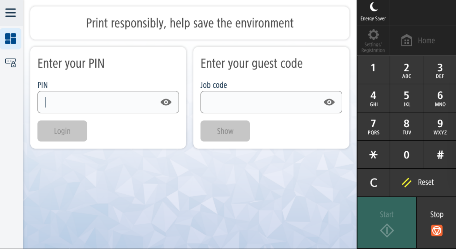 Print responsibly, help save the environment
Enter your PIN
PIN
Login
Enter your guest code
Job code
Show
Energy Saver
Settings/
Registration
Home
1
2
ABC
3
DEF
4
GHI
5
JKL
6
MNO
7
PQRS
8
TUV
9
WXYZ
*
0
#
C
Reset
Start
Stop